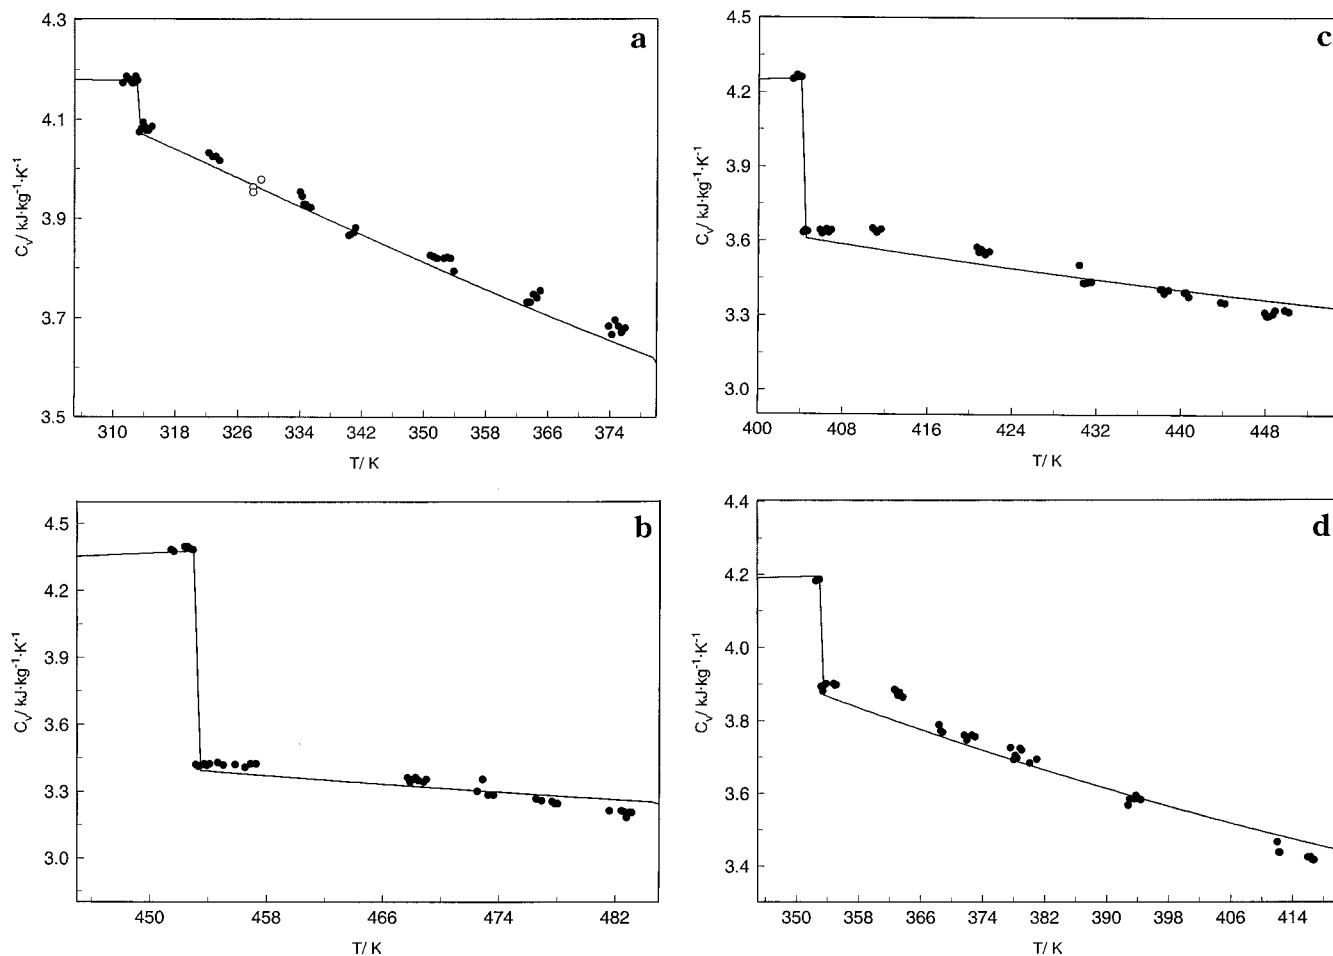 a
4.3
4.1
3.9
3.7
3.5
C_v/ kJ·kg⁻¹·K⁻¹
310 318 326 334 342 350 358 366 374
T/ K
c
4.5
4.2
3.9
3.6
3.3
3.0
C_v/ kJ·kg⁻¹·K⁻¹
400 408 416 424 432 440 448
T/ K
b
4.5
4.2
3.9
3.6
3.3
3.0
C_v/ kJ·kg⁻¹·K⁻¹
450 458 466 474 482
T/ K
d
4.4
4.2
4.0
3.8
3.6
3.4
C_v/ kJ·kg⁻¹·K⁻¹
350 358 366 374 382 390 398 406 414
T/ K